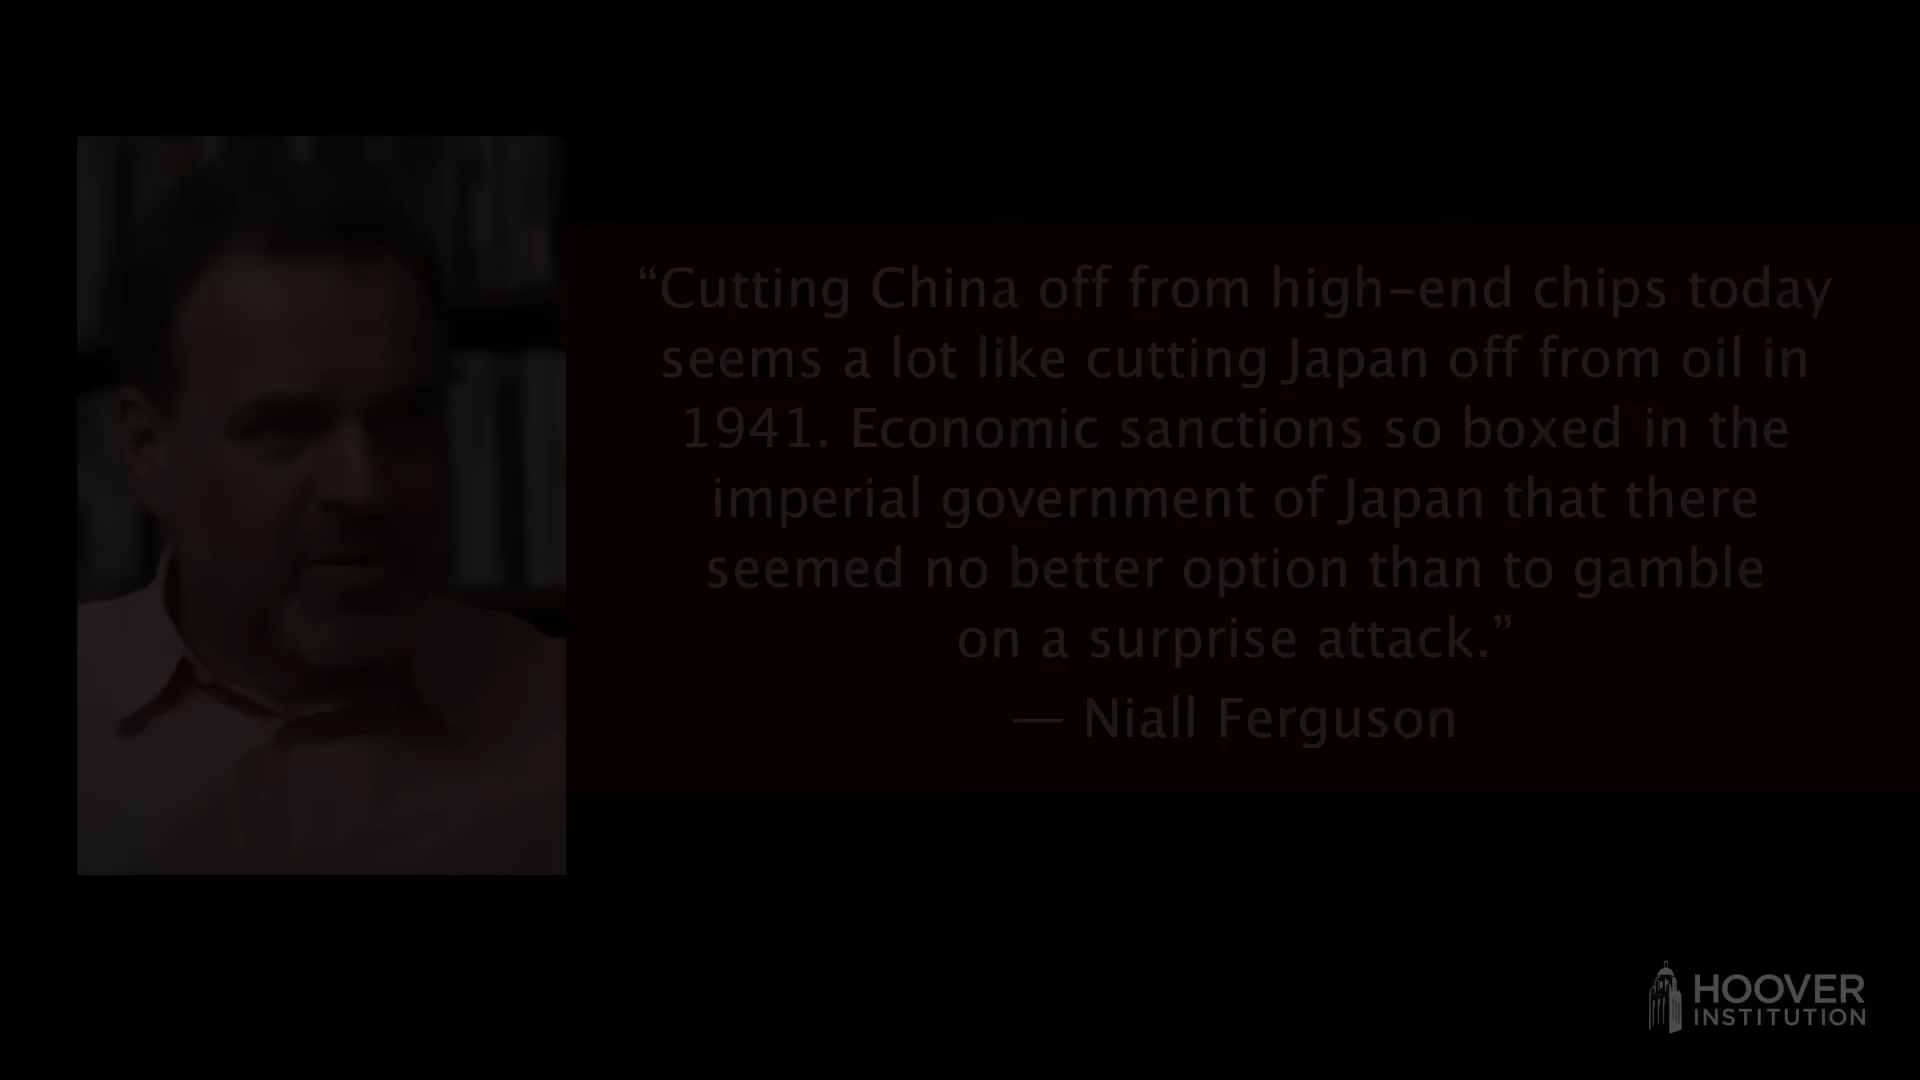 “Cutting China off from high-end chips today
seems a lot like cutting Japan off from oil in
1941. Economic sanctions so boxed in the
imperial government of Japan that there
seemed no better option than to gamble
on a surprise attack.”
— Niall Ferguson
HOOVER
INSTITUTION